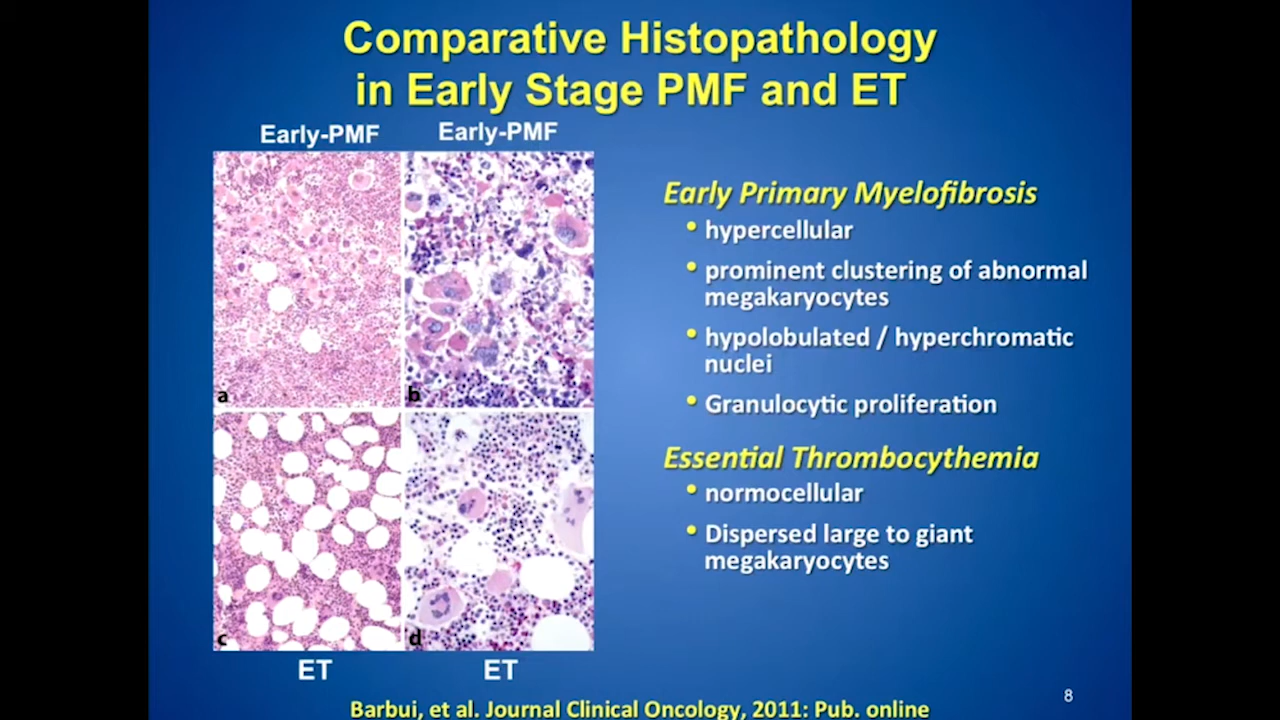 Comparative Histopathology
in Early Stage PMF and ET
Early-PMF
Early-PMF
a
b
c
d
ET
ET
Early Primary Myelofibrosis
• hypercellular
• prominent clustering of abnormal
megakaryocytes
• hypolobulated / hyperchromatic
nuclei
• Granulocytic proliferation
Essential Thrombocythemia
• normocellular
• Dispersed large to giant
megakaryocytes
8
Barbui, et al. Journal Clinical Oncology, 2011: Pub. online